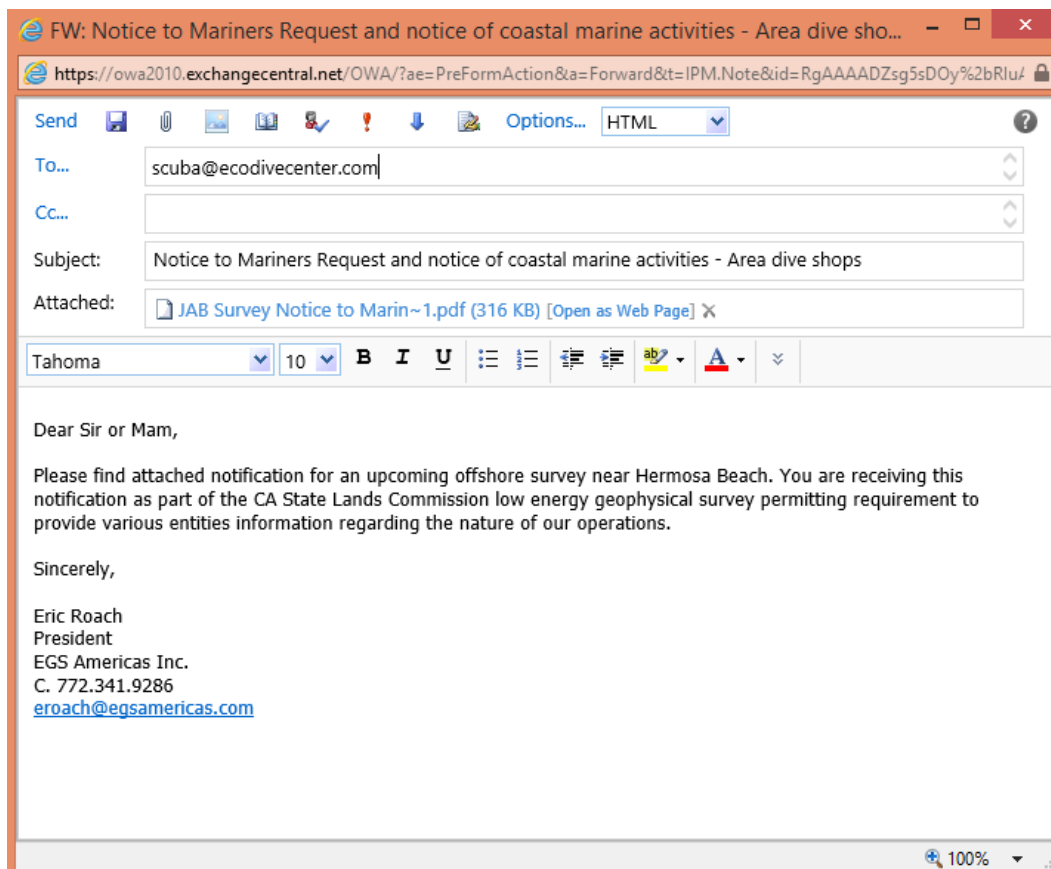 FW: Notice to Mariners Request and notice of coastal marine activities - Area dive sho...
https://owa2010.exchangecentral.net/OWA/?ae=PreFormAction&a=Forward&t=IPM.Note&id=RgAAAADZsg5sDOy%2bRIuA
Send Options... HTML
To... scuba@ecodivecenter.com
Cc...
Subject: Notice to Mariners Request and notice of coastal marine activities - Area dive shops
Attached: JAB Survey Notice to Marin~1.pdf (316 KB) [Open as Web Page]
Tahoma 10 B I U ab A
Dear Sir or Mam,
Please find attached notification for an upcoming offshore survey near Hermosa Beach. You are receiving this
notification as part of the CA State Lands Commission low energy geophysical survey permitting requirement to
provide various entities information regarding the nature of our operations.
Sincerely,
Eric Roach
President
EGS Americas Inc.
C. 772.341.9286
eroach@egsamericas.com
100%